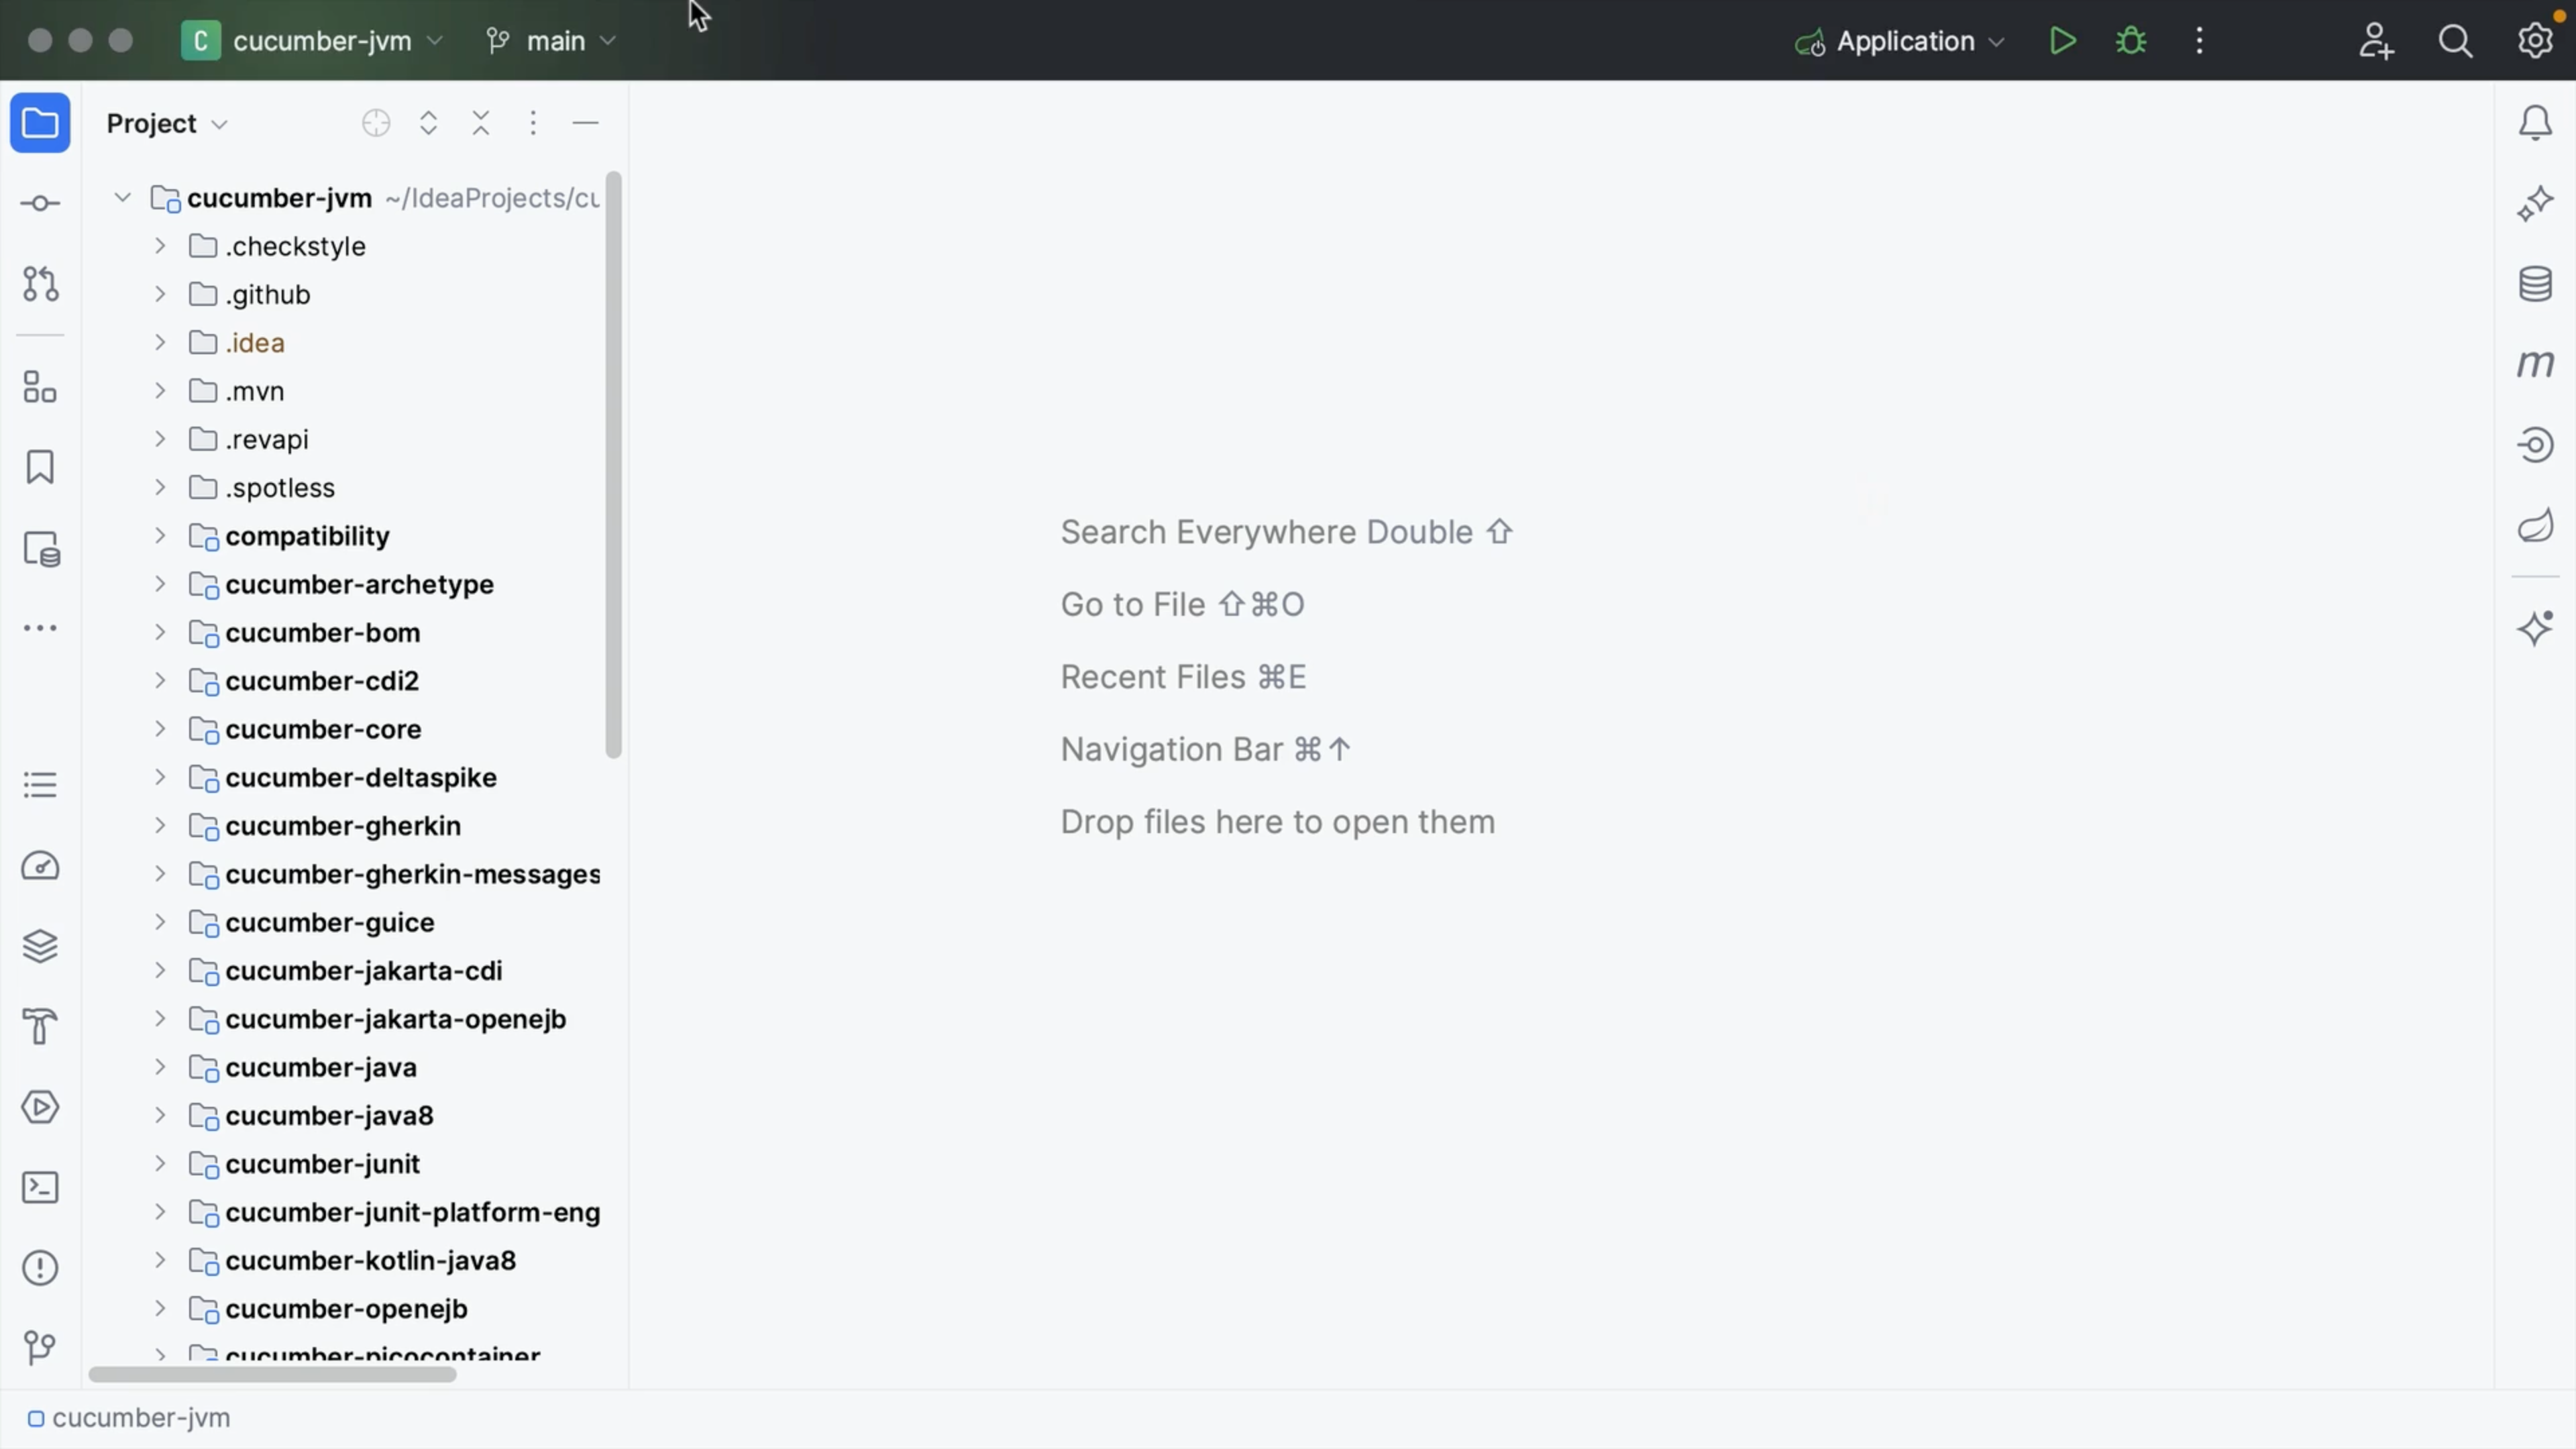 C cucumber-jvm main Application
Project
cucumber-jvm ~/IdeaProjects/cu
.checkstyle
.github
.idea
.mvn
.revapi
.spotless
compatibility
cucumber-archetype
cucumber-bom
cucumber-cdi2
cucumber-core
cucumber-deltaspike
cucumber-gherkin
cucumber-gherkin-messages
cucumber-guice
cucumber-jakarta-cdi
cucumber-jakarta-openejb
cucumber-java
cucumber-java8
cucumber-junit
cucumber-junit-platform-eng
cucumber-kotlin-java8
cucumber-openejb
cucumber-picocontainer
Search Everywhere Double ⇧
Go to File ⇧⌘O
Recent Files ⌘E
Navigation Bar ⌘↑
Drop files here to open them
m
cucumber-jvm